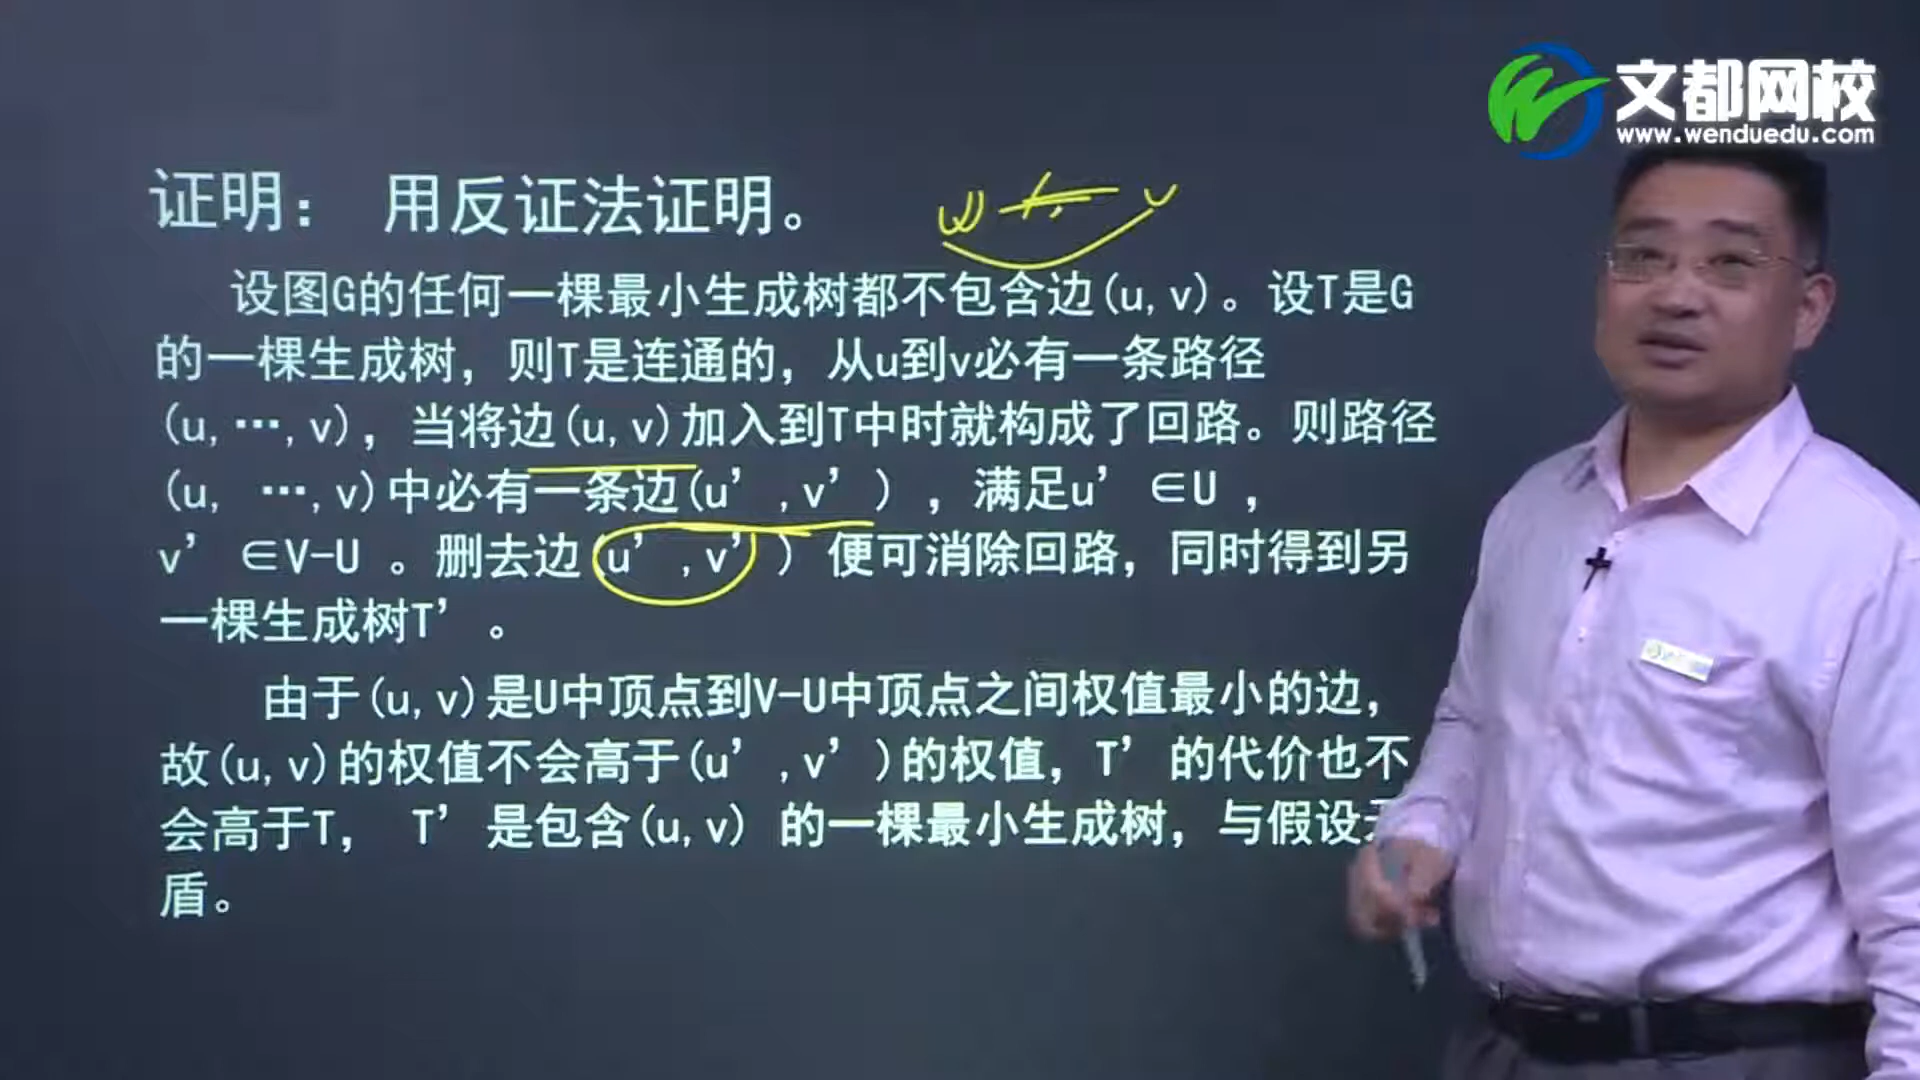 文都网校
www.wenduedu.com
证明： 用反证法证明。
u v
设图G的任何一棵最小生成树都不包含边(u,v)。设T是G
的一棵生成树，则T是连通的，从u到v必有一条路径
(u,…,v)，当将边(u,v)加入到T中时就构成了回路。则路径
(u, …,v)中必有一条边(u’,v’)，满足u’∈U，
v’∈V-U 。删去边(u’,v’)便可消除回路，同时得到另
一棵生成树T’。
由于(u,v)是U中顶点到V-U中顶点之间权值最小的边，
故(u,v)的权值不会高于(u’,v’)的权值，T’的代价也不
会高于T， T’是包含(u,v) 的一棵最小生成树，与假设
盾。